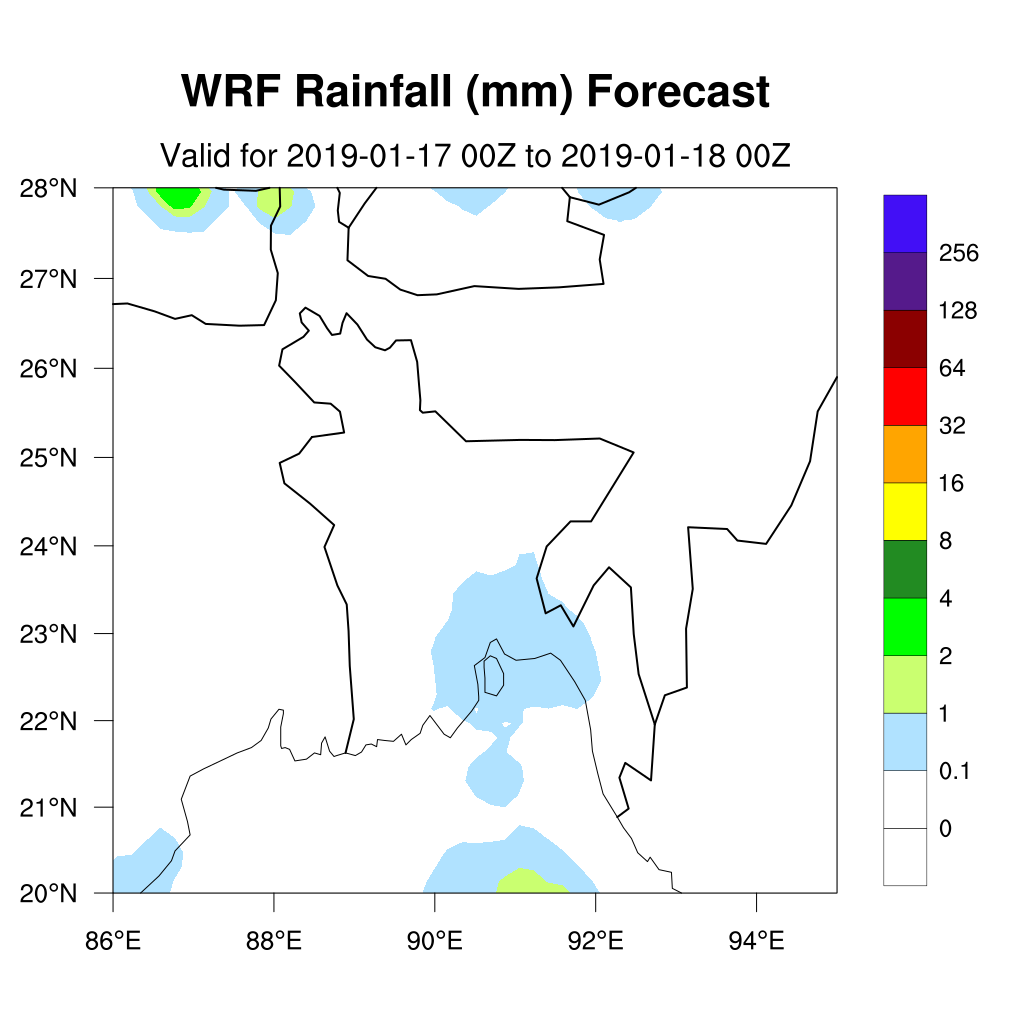 WRF Rainfall (mm) Forecast
Valid for 2019-01-17 00Z to 2019-01-18 00Z
28°N
27°N
26°N
25°N
24°N
23°N
22°N
21°N
20°N
86°E 88°E 90°E 92°E 94°E
256
128
64
32
16
8
4
2
1
0.1
0